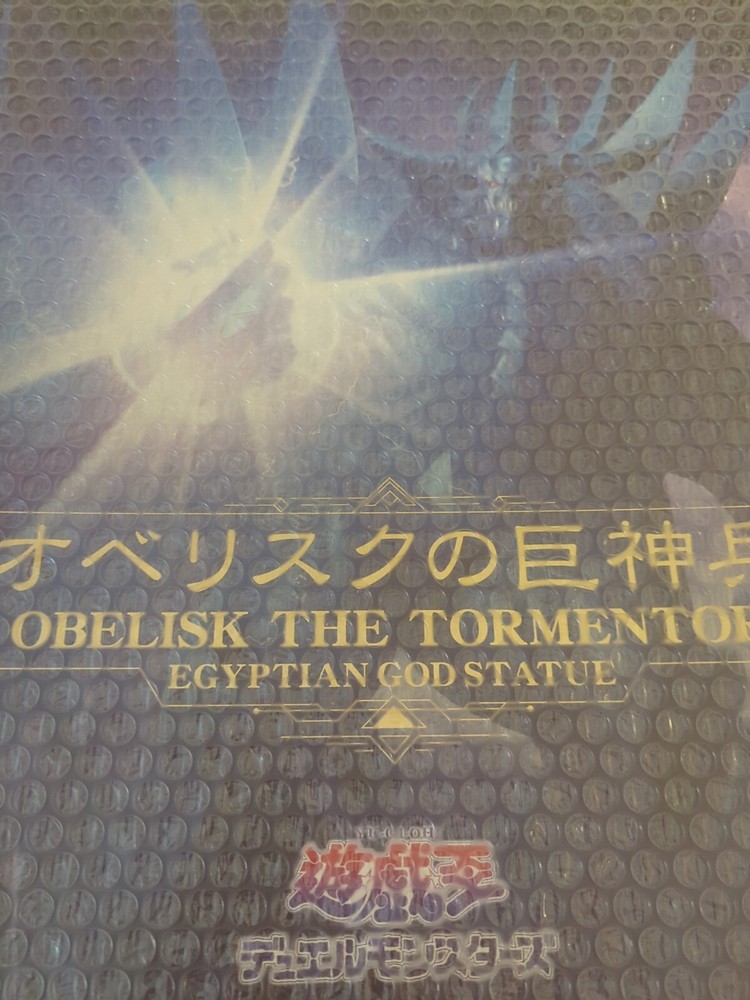 オベリスクの巨神兵
OBELISK THE TORMENTOR
EGYPTIAN GOD STATUE
YU-GI-OH
遊戯王
デュエルモンスターズ